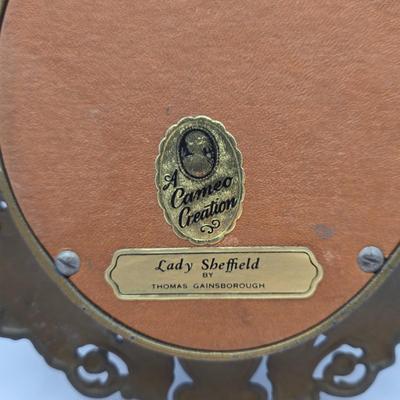 A
Cameo
Creation
Lady Sheffield
BY
THOMAS GAINSBOROUGH